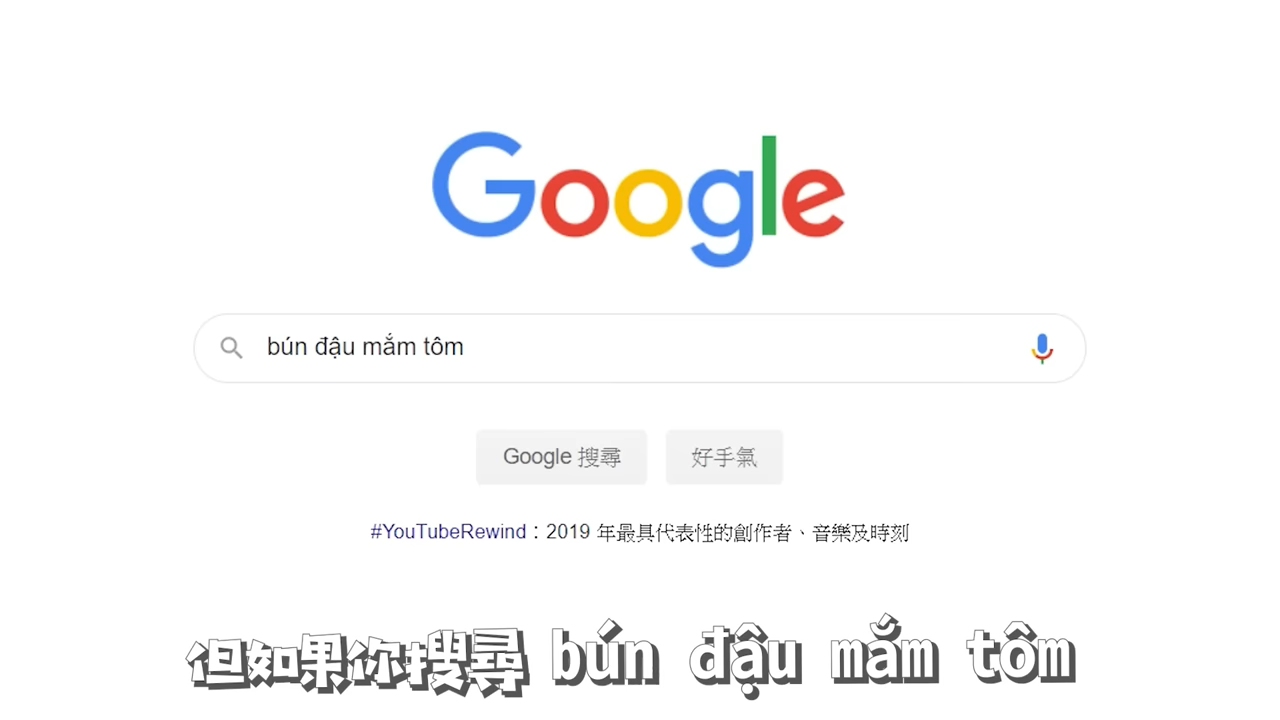 Google
bún đậu mắm tôm
Google 搜尋
好手氣
#YouTubeRewind：2019 年最具代表性的創作者、音樂及時刻
但如果你搜尋 bún đậu mắm tôm